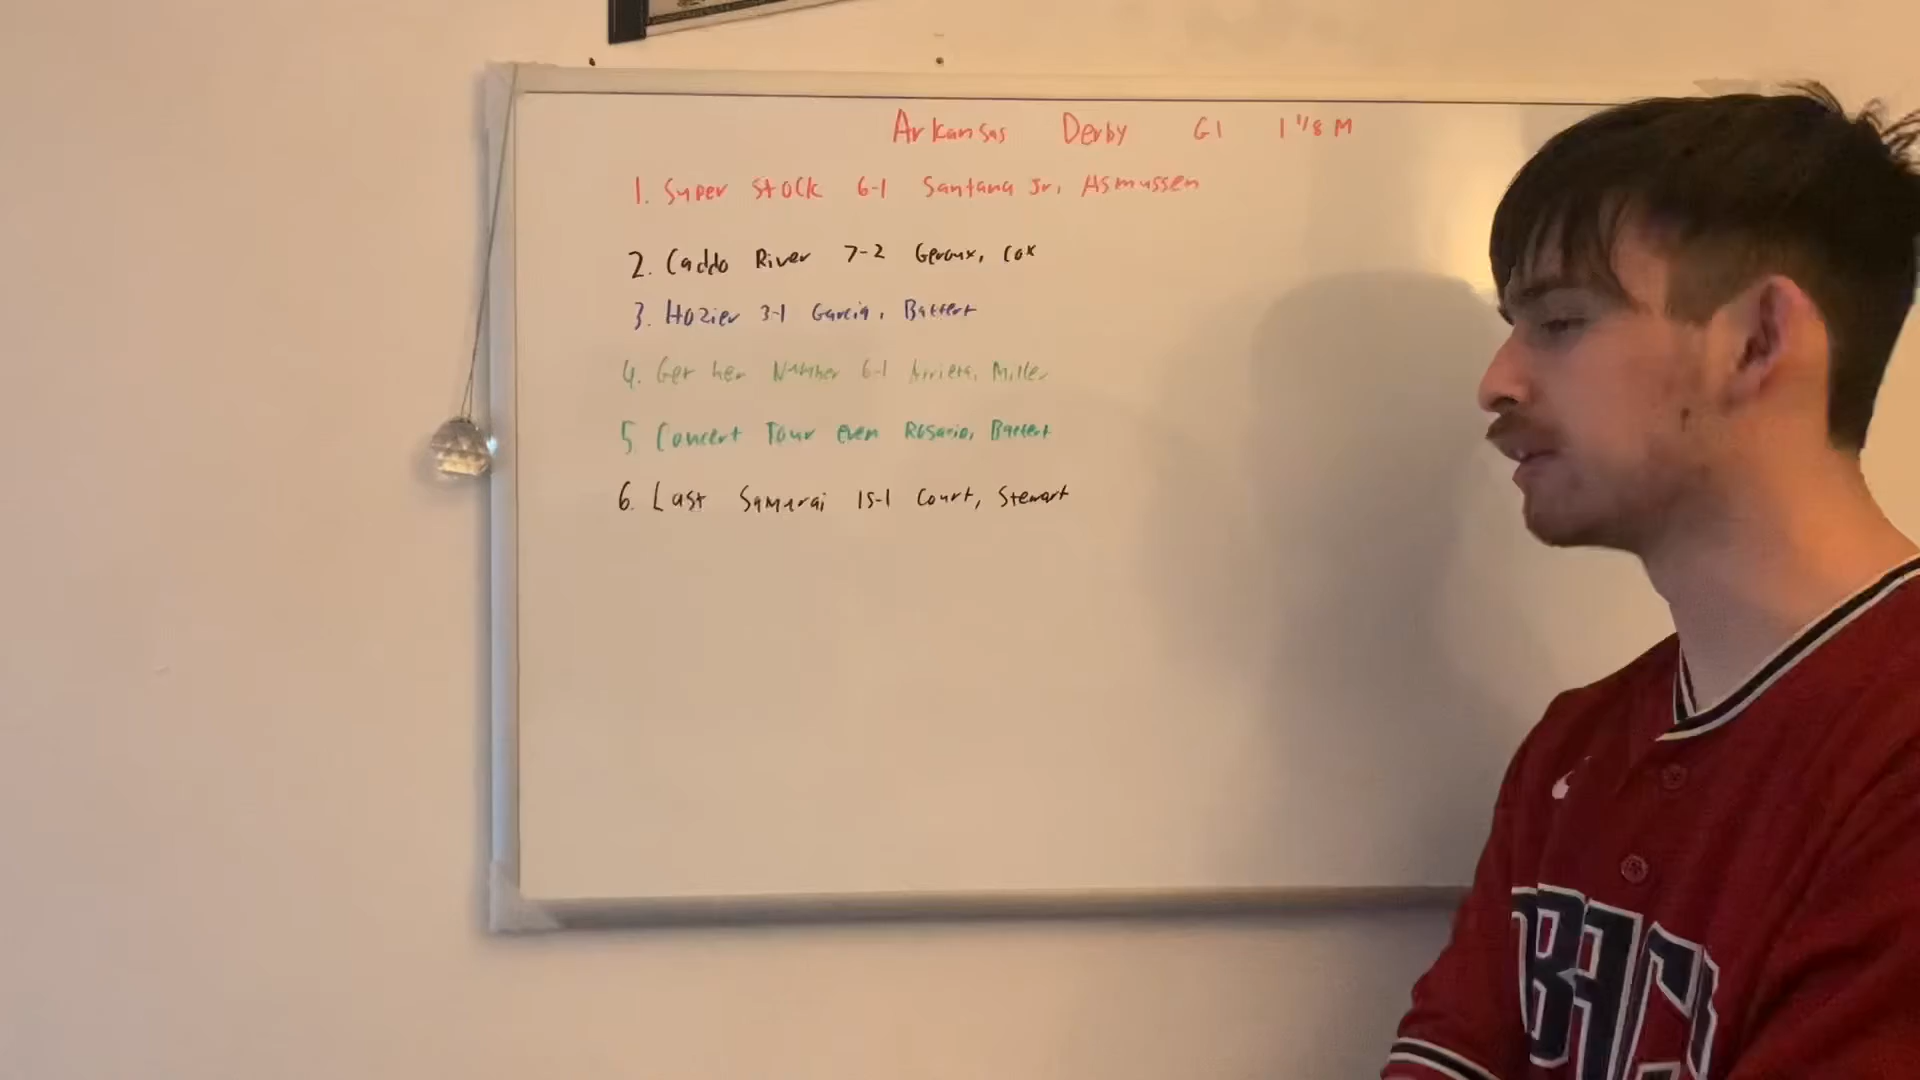 Arkansas Derby G1 1 1/8 M
1. Super Stock 6-1 Santana Jr, Asmussen
2. Caddo River 7-2 Geroux, Cox
3. Hozier 3-1 Garcia, Baffert
4. Get her Number 6-1 Arrieta, Miller
5 Concert Tour even Rosario, Baffert
6. Last Samurai 15-1 Court, Stewart
DBAC